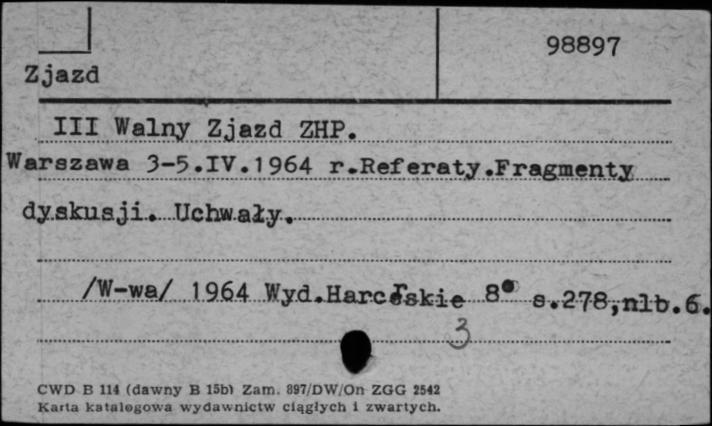 98897
Zjazd
III Walny Zjazd ZHP.
Warszawa 3-5.IV.1964 r.Referaty.Fragmenty
dyskusji. Uchwały.
/W-wa/ 1964 Wyd.Harcerskie 8° s.278,nlb.6.
3
CWD B 114 (dawny B 15b) Zam. 897/DW/On ZGG 2542
Karta katalogowa wydawnictw ciągłych i zwartych.